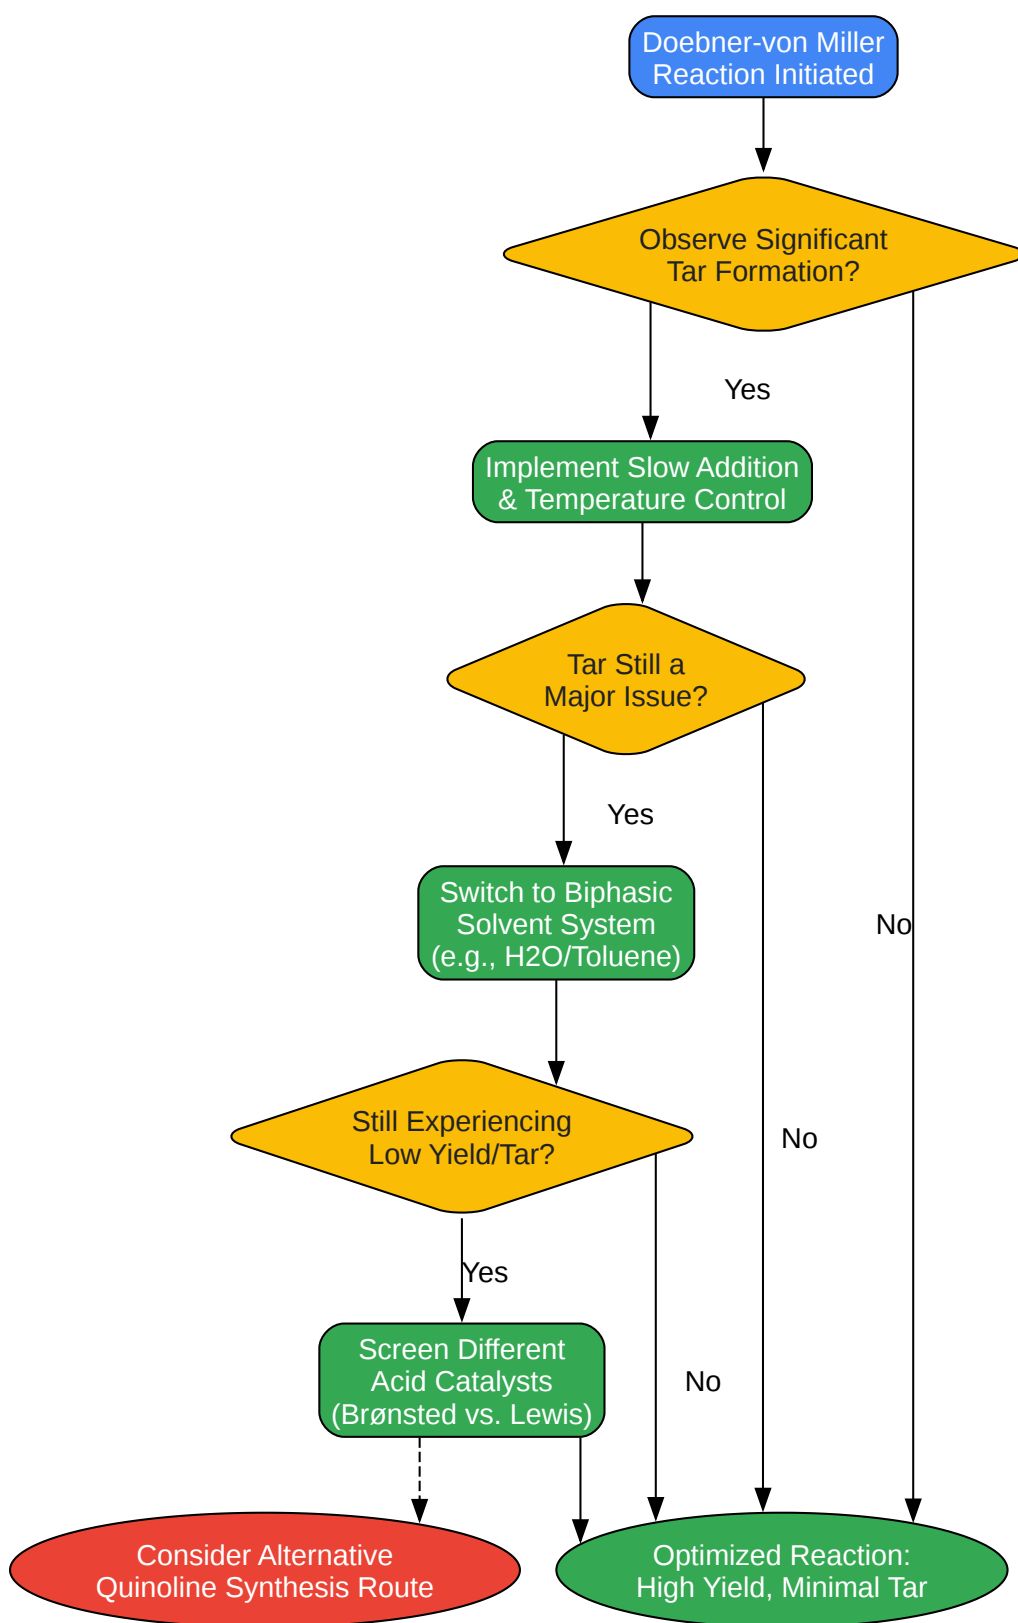 Doebner-von Miller
Reaction Initiated
Observe Significant
Tar Formation?
Yes
Implement Slow Addition
& Temperature Control
Tar Still a
Major Issue?
Yes
Switch to Biphasic
Solvent System
(e.g., H2O/Toluene)
No
Still Experiencing
Low Yield/Tar?
No
Yes
Screen Different
Acid Catalysts
(Brønsted vs. Lewis)
No
Consider Alternative
Quinoline Synthesis Route
Optimized Reaction:
High Yield, Minimal Tar